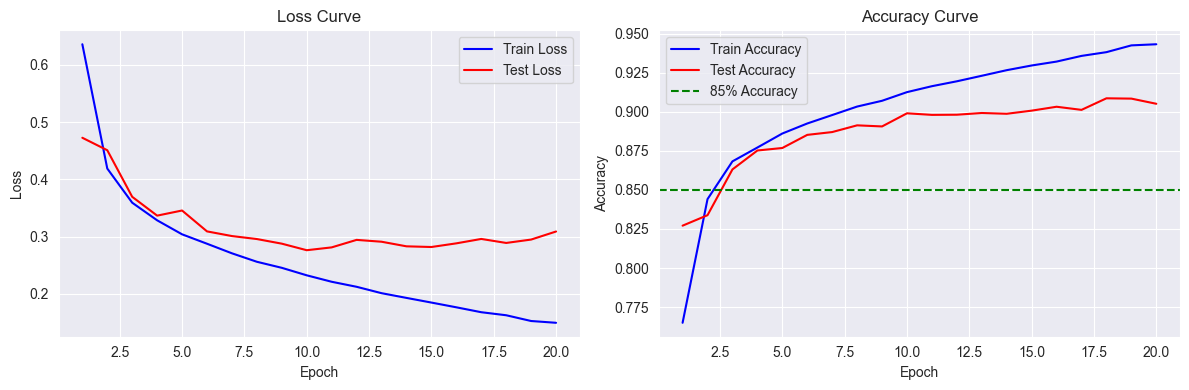 Loss Curve
Train Loss
Test Loss
0.6
0.5
0.4
0.3
0.2
Loss
2.5 5.0 7.5 10.0 12.5 15.0 17.5 20.0
Epoch
Accuracy Curve
Train Accuracy
Test Accuracy
85% Accuracy
0.950
0.925
0.900
0.875
0.850
0.825
0.800
0.775
Accuracy
2.5 5.0 7.5 10.0 12.5 15.0 17.5 20.0
Epoch